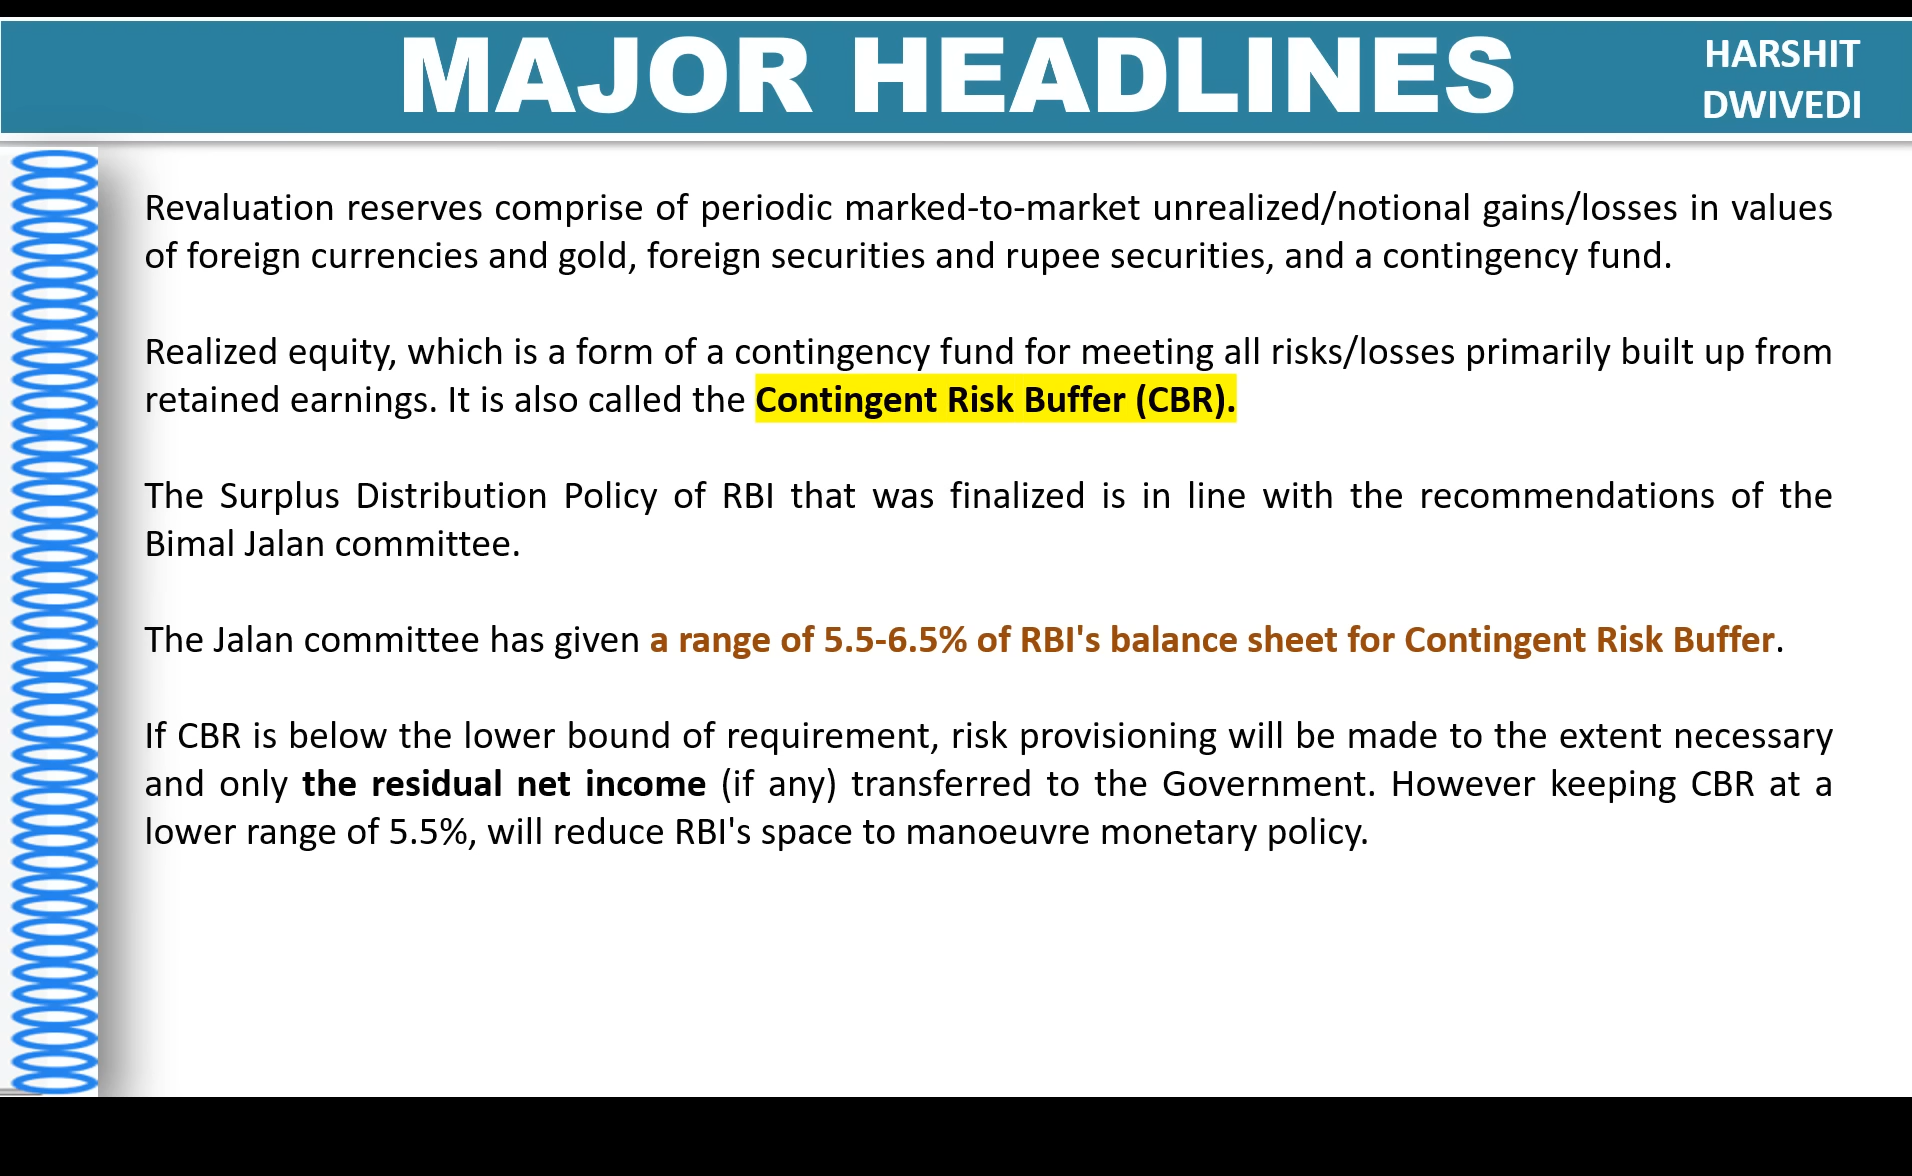 MAJOR HEADLINES
HARSHIT
DWIVEDI
Revaluation reserves comprise of periodic marked-to-market unrealized/notional gains/losses in values
of foreign currencies and gold, foreign securities and rupee securities, and a contingency fund.
Realized equity, which is a form of a contingency fund for meeting all risks/losses primarily built up from
retained earnings. It is also called the Contingent Risk Buffer (CBR).
The Surplus Distribution Policy of RBI that was finalized is in line with the recommendations of the
Bimal Jalan committee.
The Jalan committee has given a range of 5.5-6.5% of RBI's balance sheet for Contingent Risk Buffer.
If CBR is below the lower bound of requirement, risk provisioning will be made to the extent necessary
and only the residual net income (if any) transferred to the Government. However keeping CBR at a
lower range of 5.5%, will reduce RBI's space to manoeuvre monetary policy.